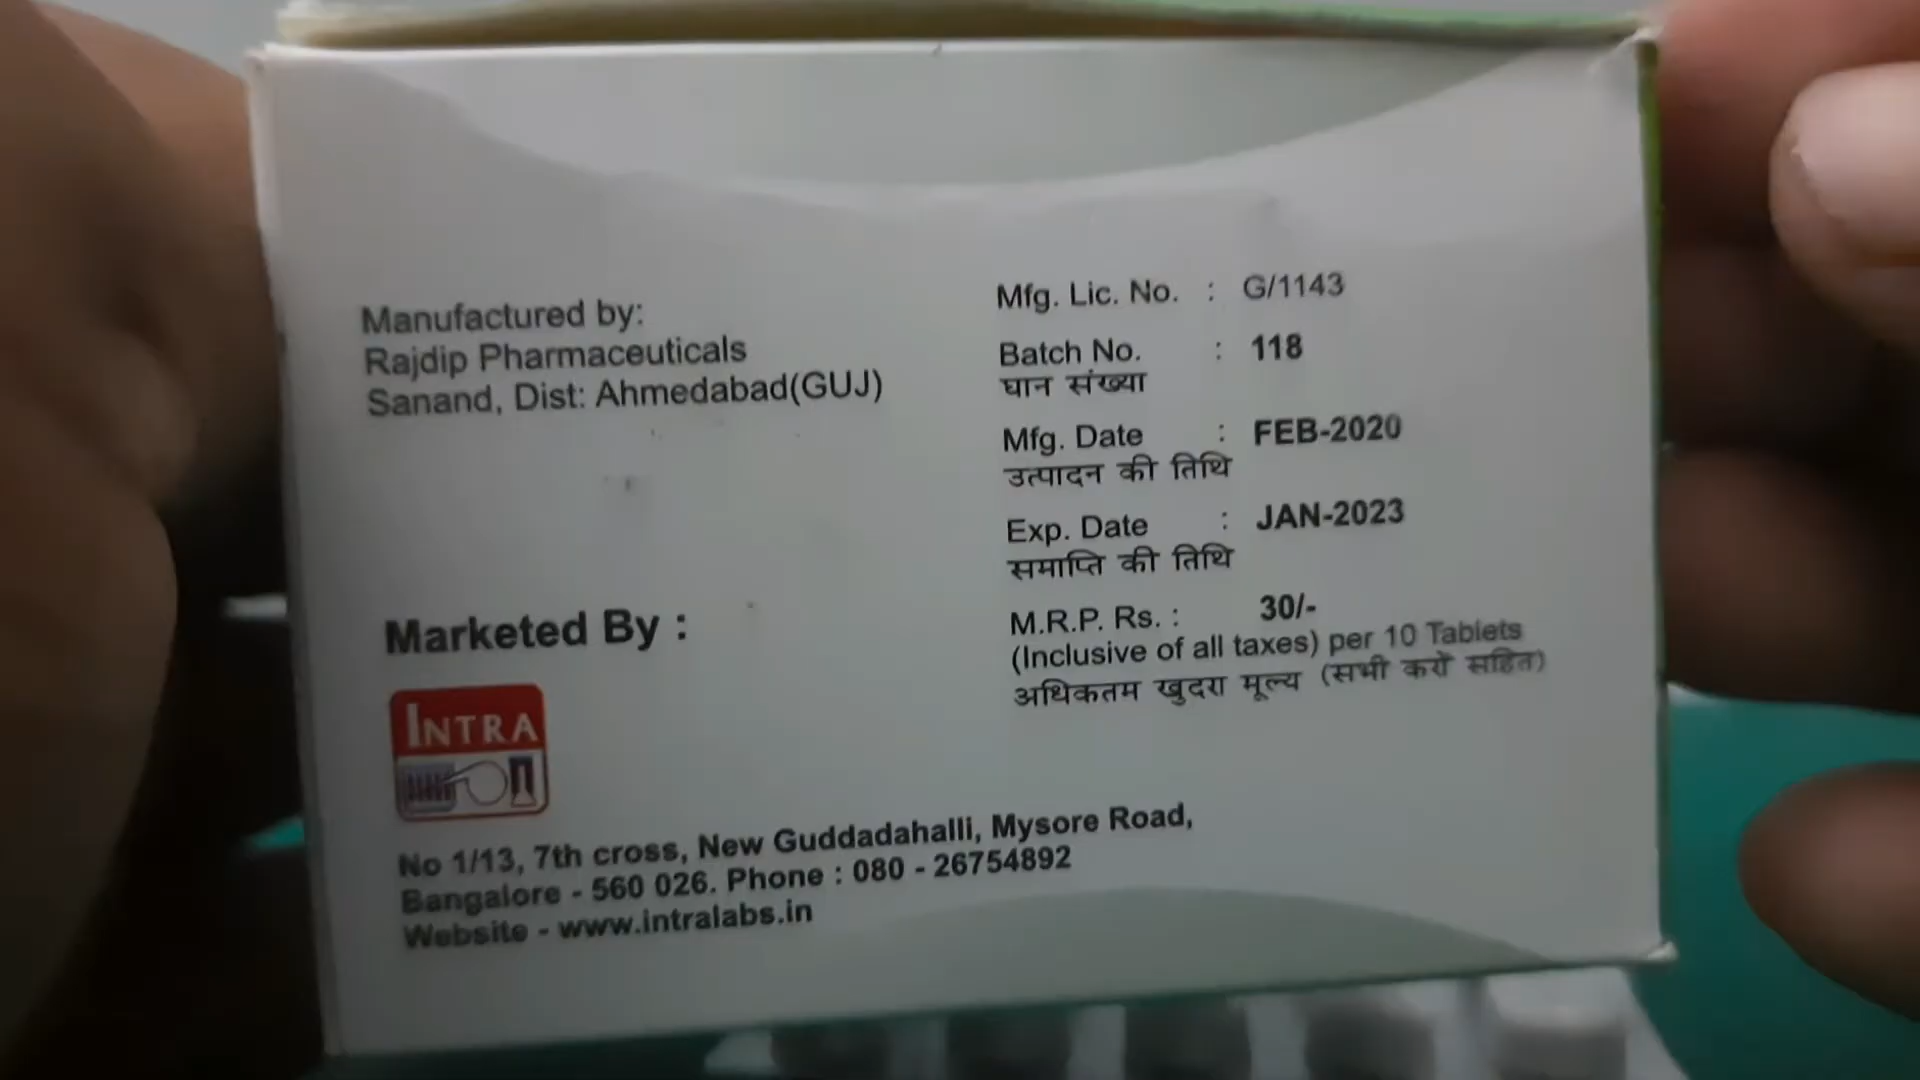 Manufactured by:
Rajdip Pharmaceuticals
Sanand, Dist: Ahmedabad(GUJ)
Mfg. Lic. No. : G/1143
Batch No. : 118
घान संख्या
Mfg. Date : FEB-2020
उत्पादन की तिथि
Exp. Date : JAN-2023
समाप्ति की तिथि
M.R.P. Rs. : 30/-
(Inclusive of all taxes) per 10 Tablets
अधिकतम खुदरा मूल्य (सभी करों सहित)
Marketed By :
INTRA
No 1/13, 7th cross, New Guddadahalli, Mysore Road,
Bangalore - 560 026. Phone : 080 - 26754892
Website - www.intralabs.in